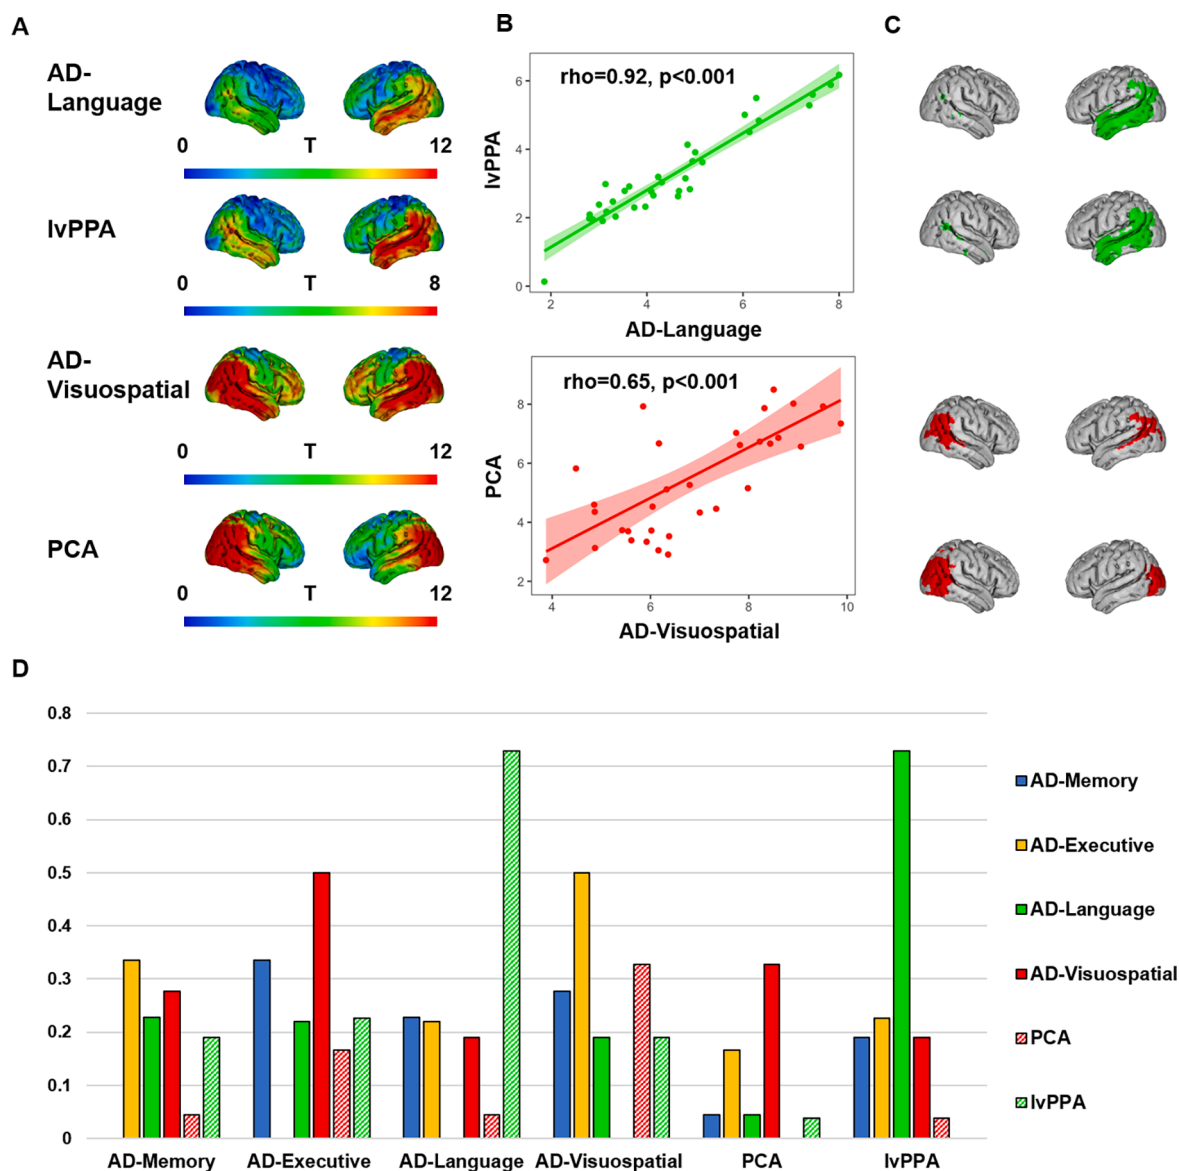 A
B
C
AD-
Language
0 T 12
lvPPA
0 T 8
AD-
Visuospatial
0 T 12
PCA
0 T 12
rho=0.92, p<0.001
lvPPA
6
4
2
0
2 4 6 8
AD-Language
rho=0.65, p<0.001
PCA
8
6
4
2
4 6 8 10
AD-Visuospatial
D
0.8
0.7
0.6
0.5
0.4
0.3
0.2
0.1
0
AD-Memory AD-Executive AD-Language AD-Visuospatial PCA lvPPA
AD-Memory
AD-Executive
AD-Language
AD-Visuospatial
PCA
lvPPA